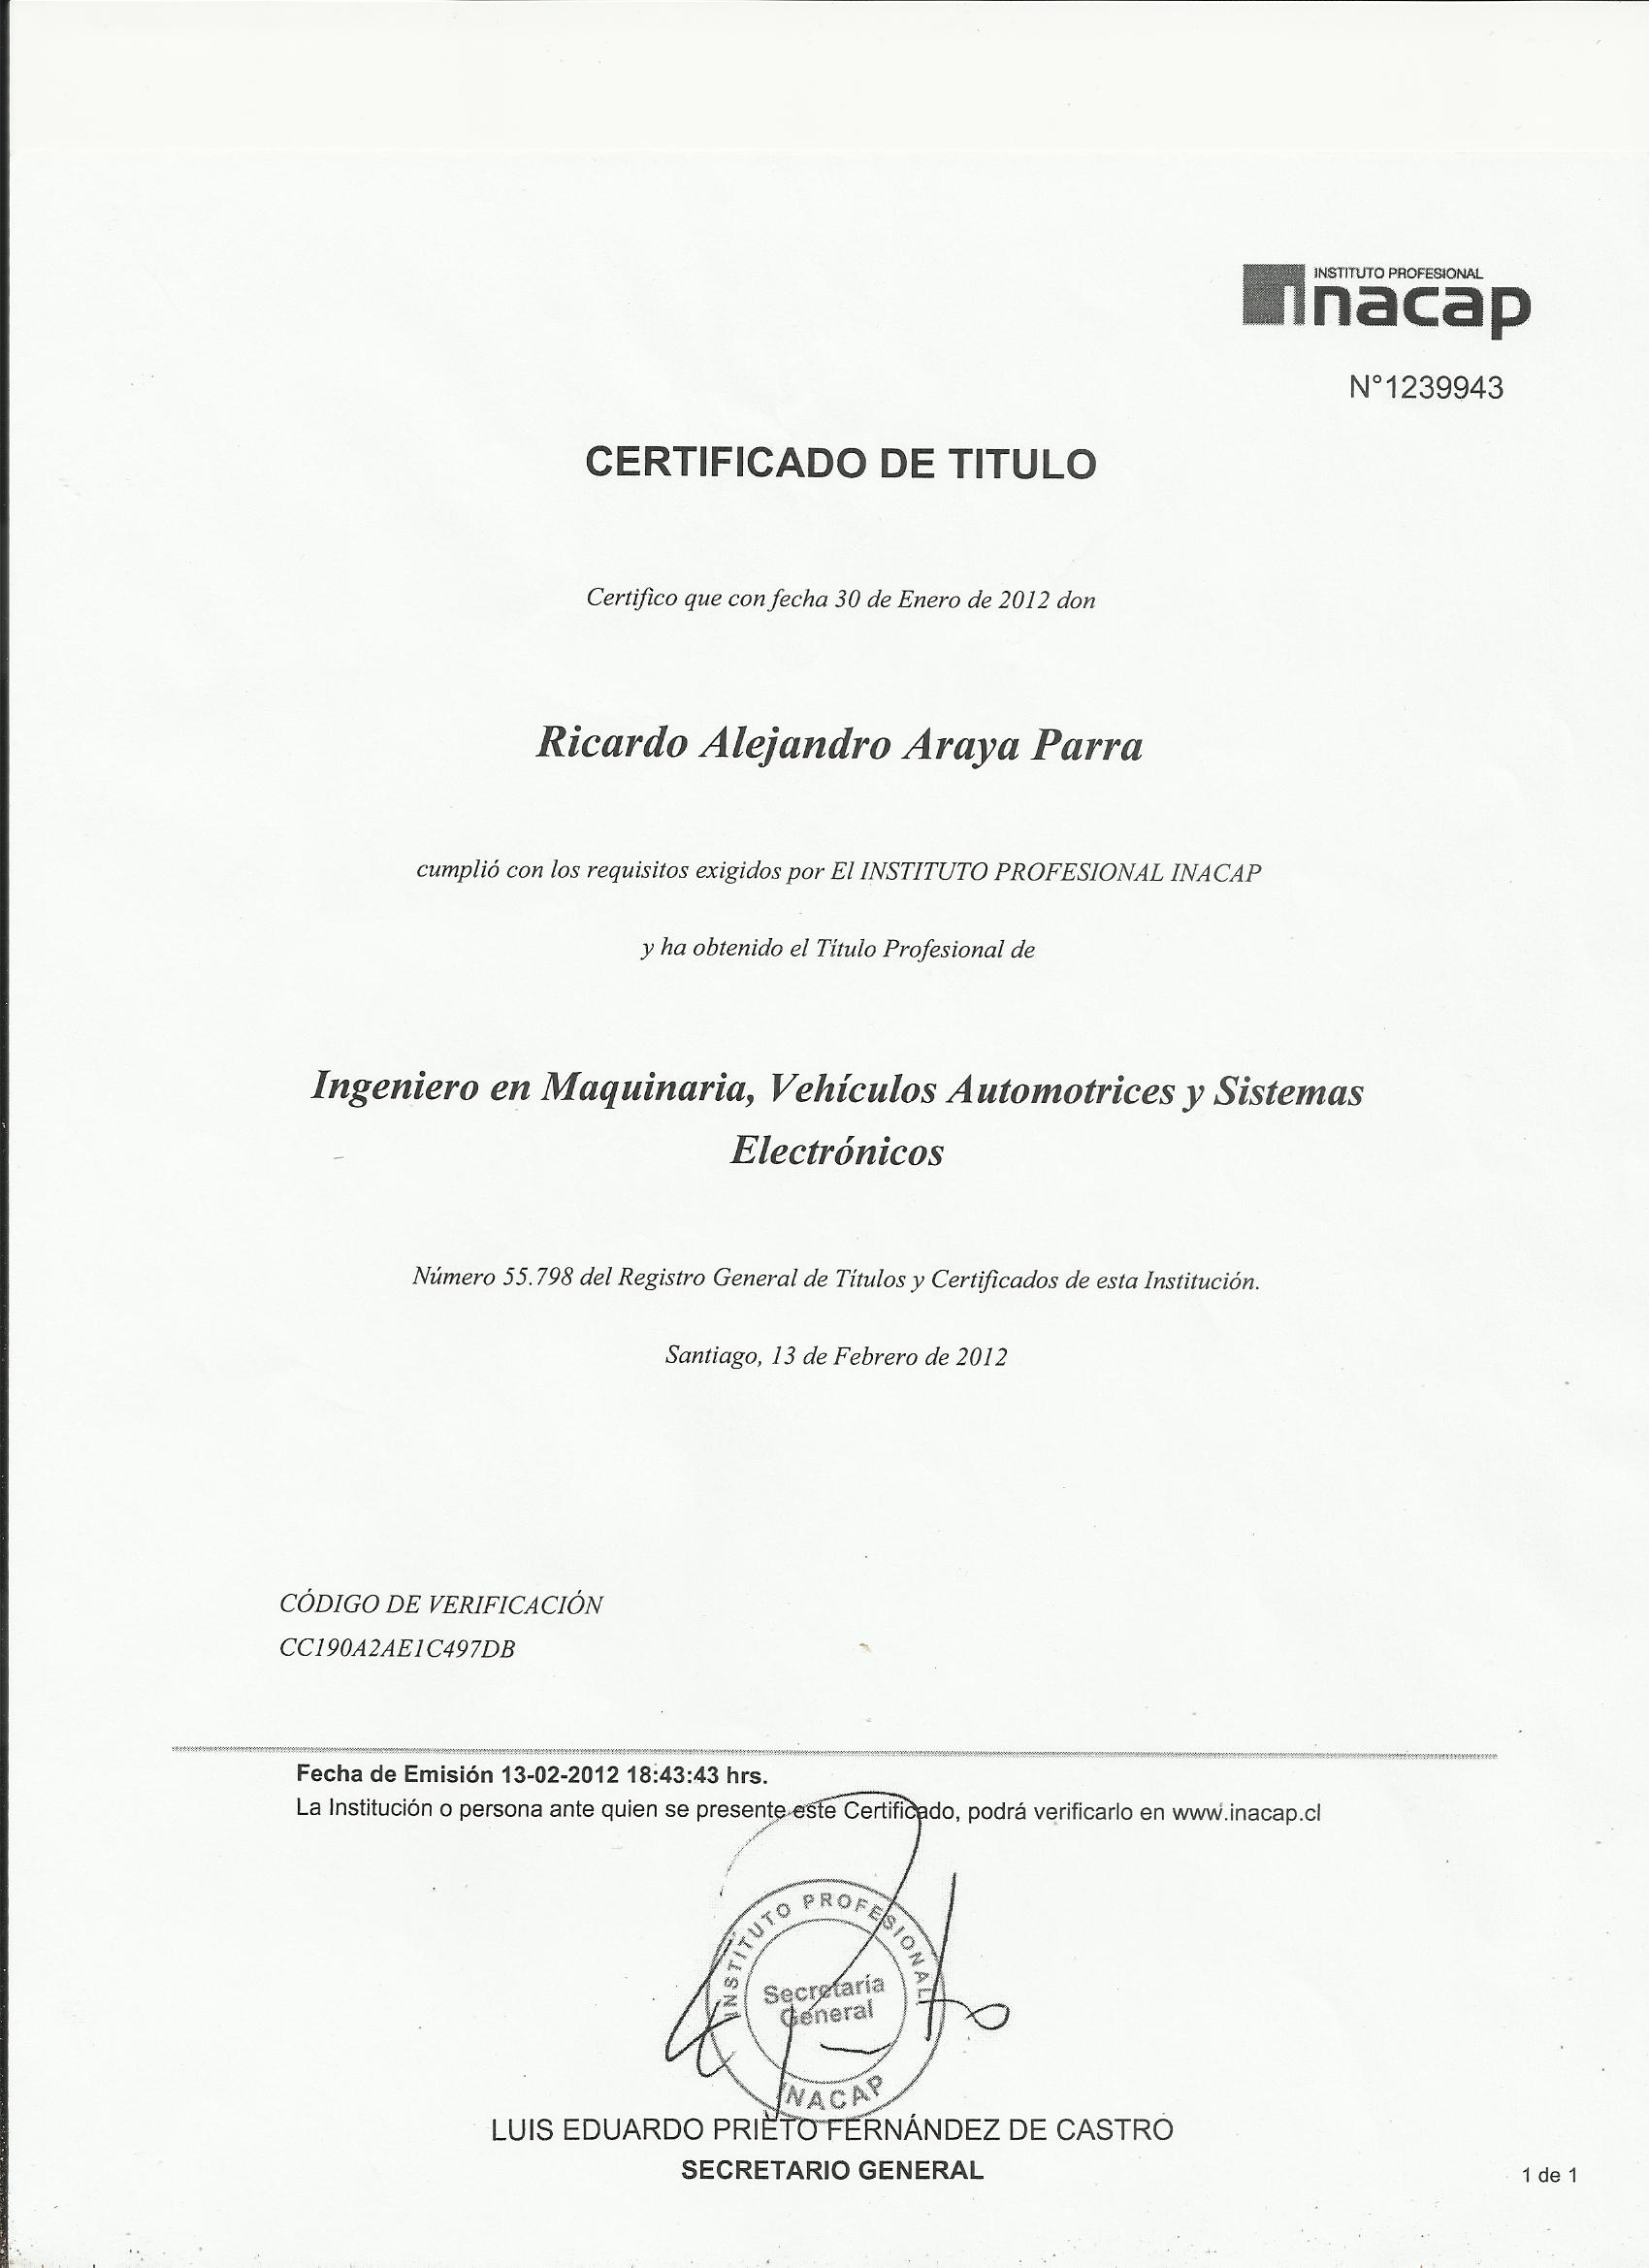 INSTITUTO PROFESIONAL
inacap
N°1239943
CERTIFICADO DE TITULO
Certifico que con fecha 30 de Enero de 2012 don
Ricardo Alejandro Araya Parra
cumplió con los requisitos exigidos por El INSTITUTO PROFESIONAL INACAP
y ha obtenido el Título Profesional de
Ingeniero en Maquinaria, Vehículos Automotrices y Sistemas
Electrónicos
Número 55.798 del Registro General de Títulos y Certificados de esta Institución.
Santiago, 13 de Febrero de 2012
CÓDIGO DE VERIFICACIÓN
CC190A2AE1C497DB
Fecha de Emisión 13-02-2012 18:43:43 hrs.
La Institución o persona ante quien se presente este Certificado, podrá verificarlo en www.inacap.cl
INSTITUTO PROFESIONAL
Secretaría
General
INACAP
LUIS EDUARDO PRIETO FERNÁNDEZ DE CASTRO
SECRETARIO GENERAL
1 de 1